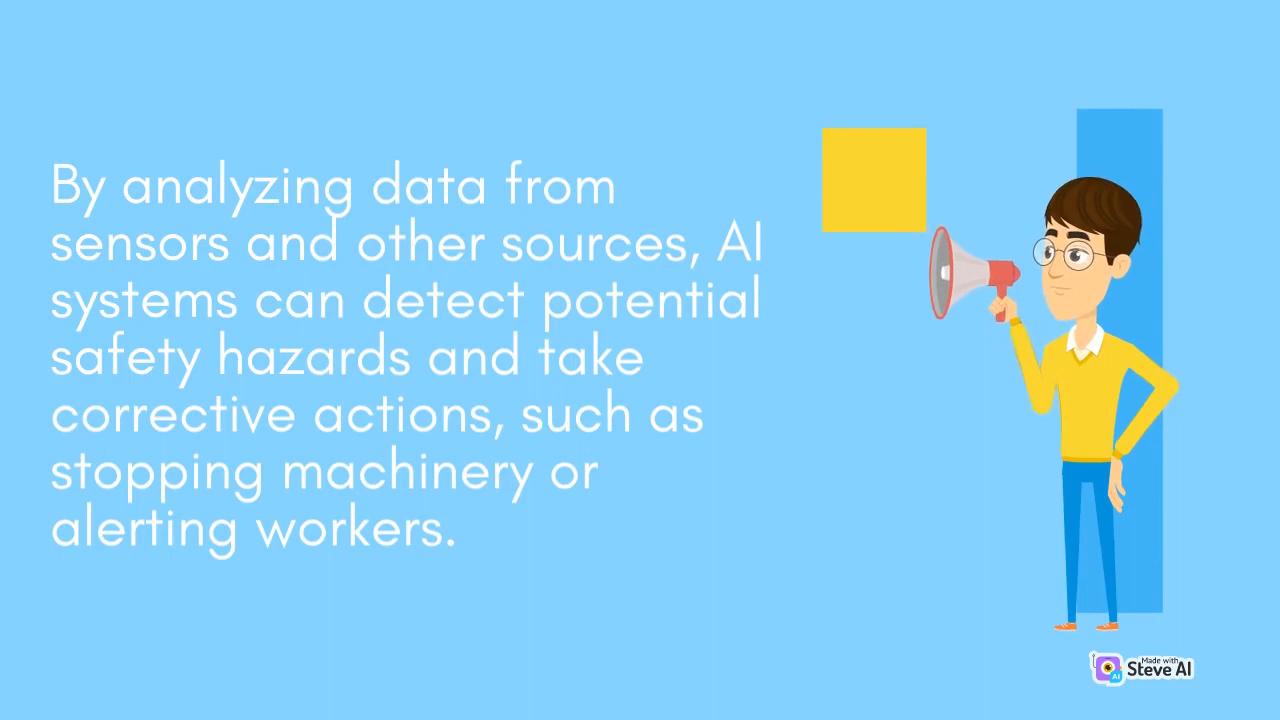 By analyzing data from
sensors and other sources, AI
systems can detect potential
safety hazards and take
corrective actions, such as
stopping machinery or
alerting workers.
Made with
Steve AI
AI